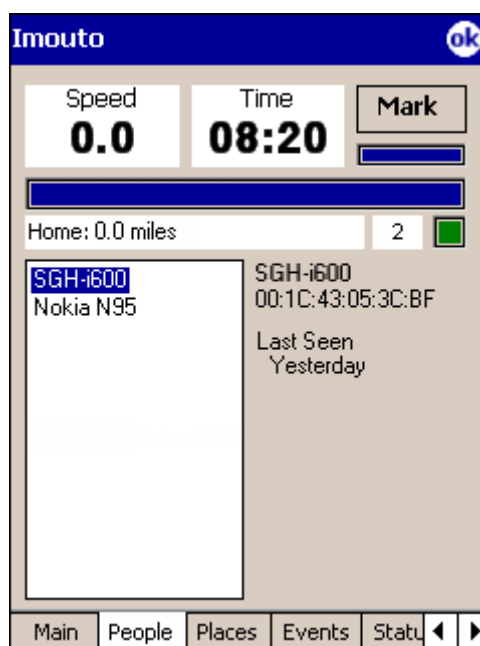 Imouto ok
Speed Time Mark
0.0 08:20
Home: 0.0 miles 2
SGH-i600
Nokia N95
SGH-i600
00:1C:43:05:3C:BF
Last Seen
Yesterday
Main People Places Events Statu